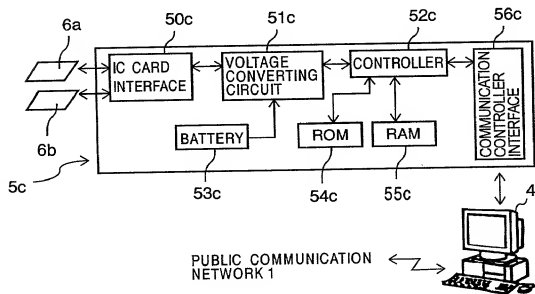 6a
50c
51c
52c
56c
IC CARD
INTERFACE
VOLTAGE
CONVERTING
CIRCUIT
CONTROLLER
COMMUNICATION
CONTROLLER
INTERFACE
6b
BATTERY
ROM
RAM
5c
53c
54c
55c
4
PUBLIC COMMUNICATION
NETWORK 1